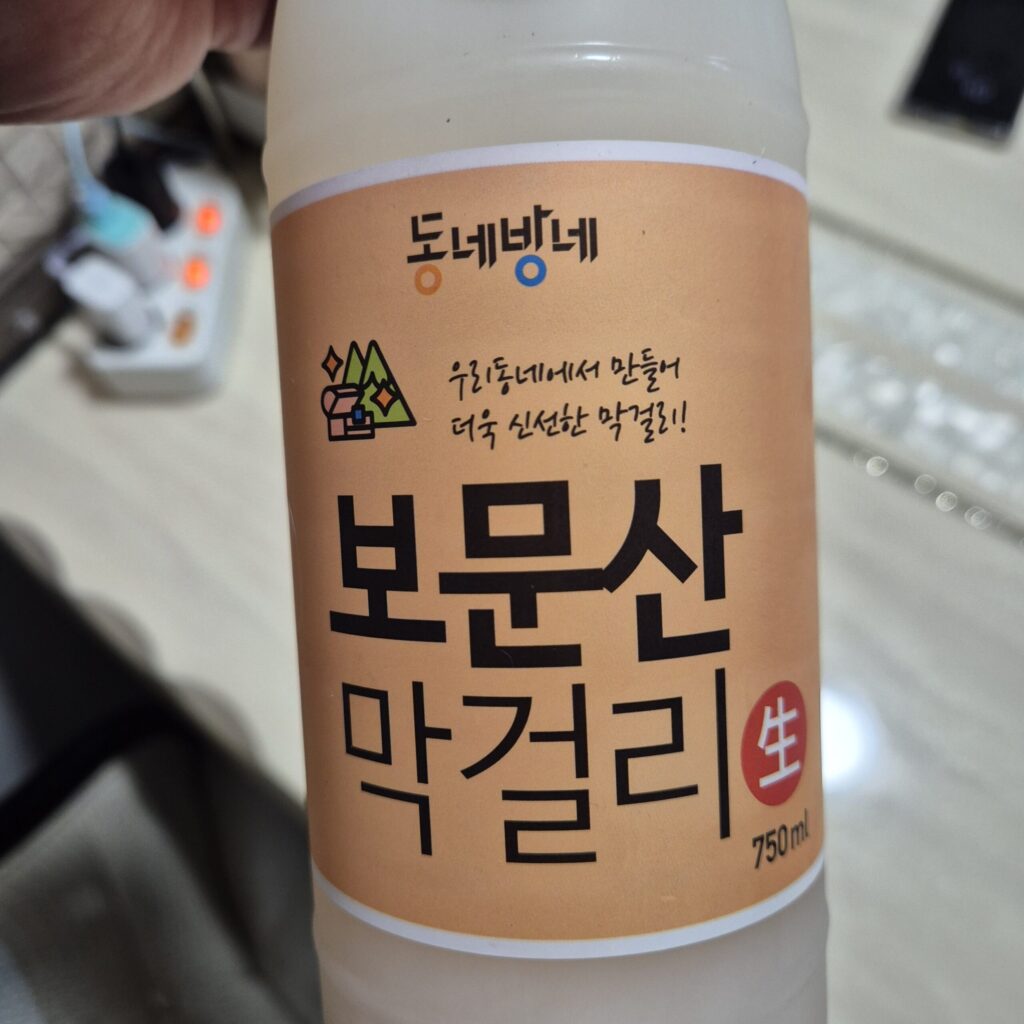 동네방네
우리동네에서 만들어
더욱 신선한 막걸리!
보문산
막걸리 生
750ml